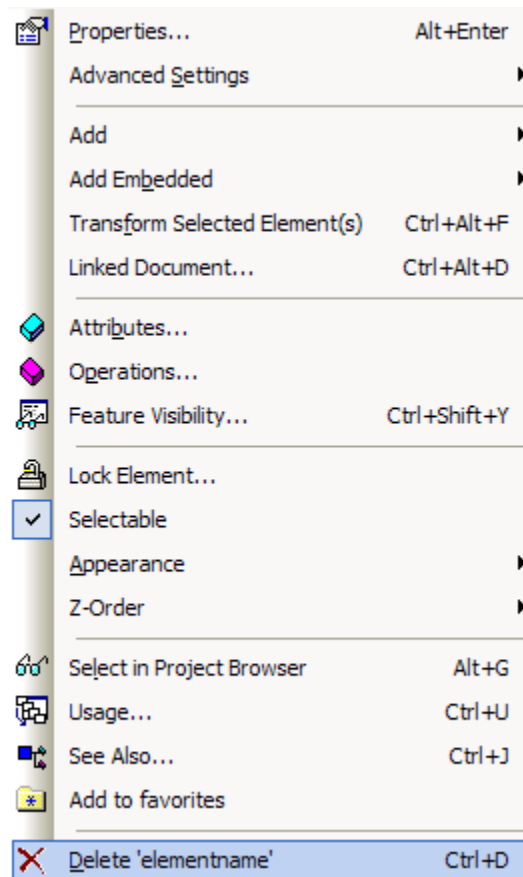 Properties... Alt+Enter
Advanced Settings
Add
Add Embedded
Transform Selected Element(s) Ctrl+Alt+F
Linked Document... Ctrl+Alt+D
Attributes...
Operations...
Feature Visibility... Ctrl+Shift+Y
Lock Element...
Selectable
Appearance
Z-Order
Select in Project Browser Alt+G
Usage... Ctrl+U
See Also... Ctrl+J
Add to favorites
Delete 'elementname' Ctrl+D